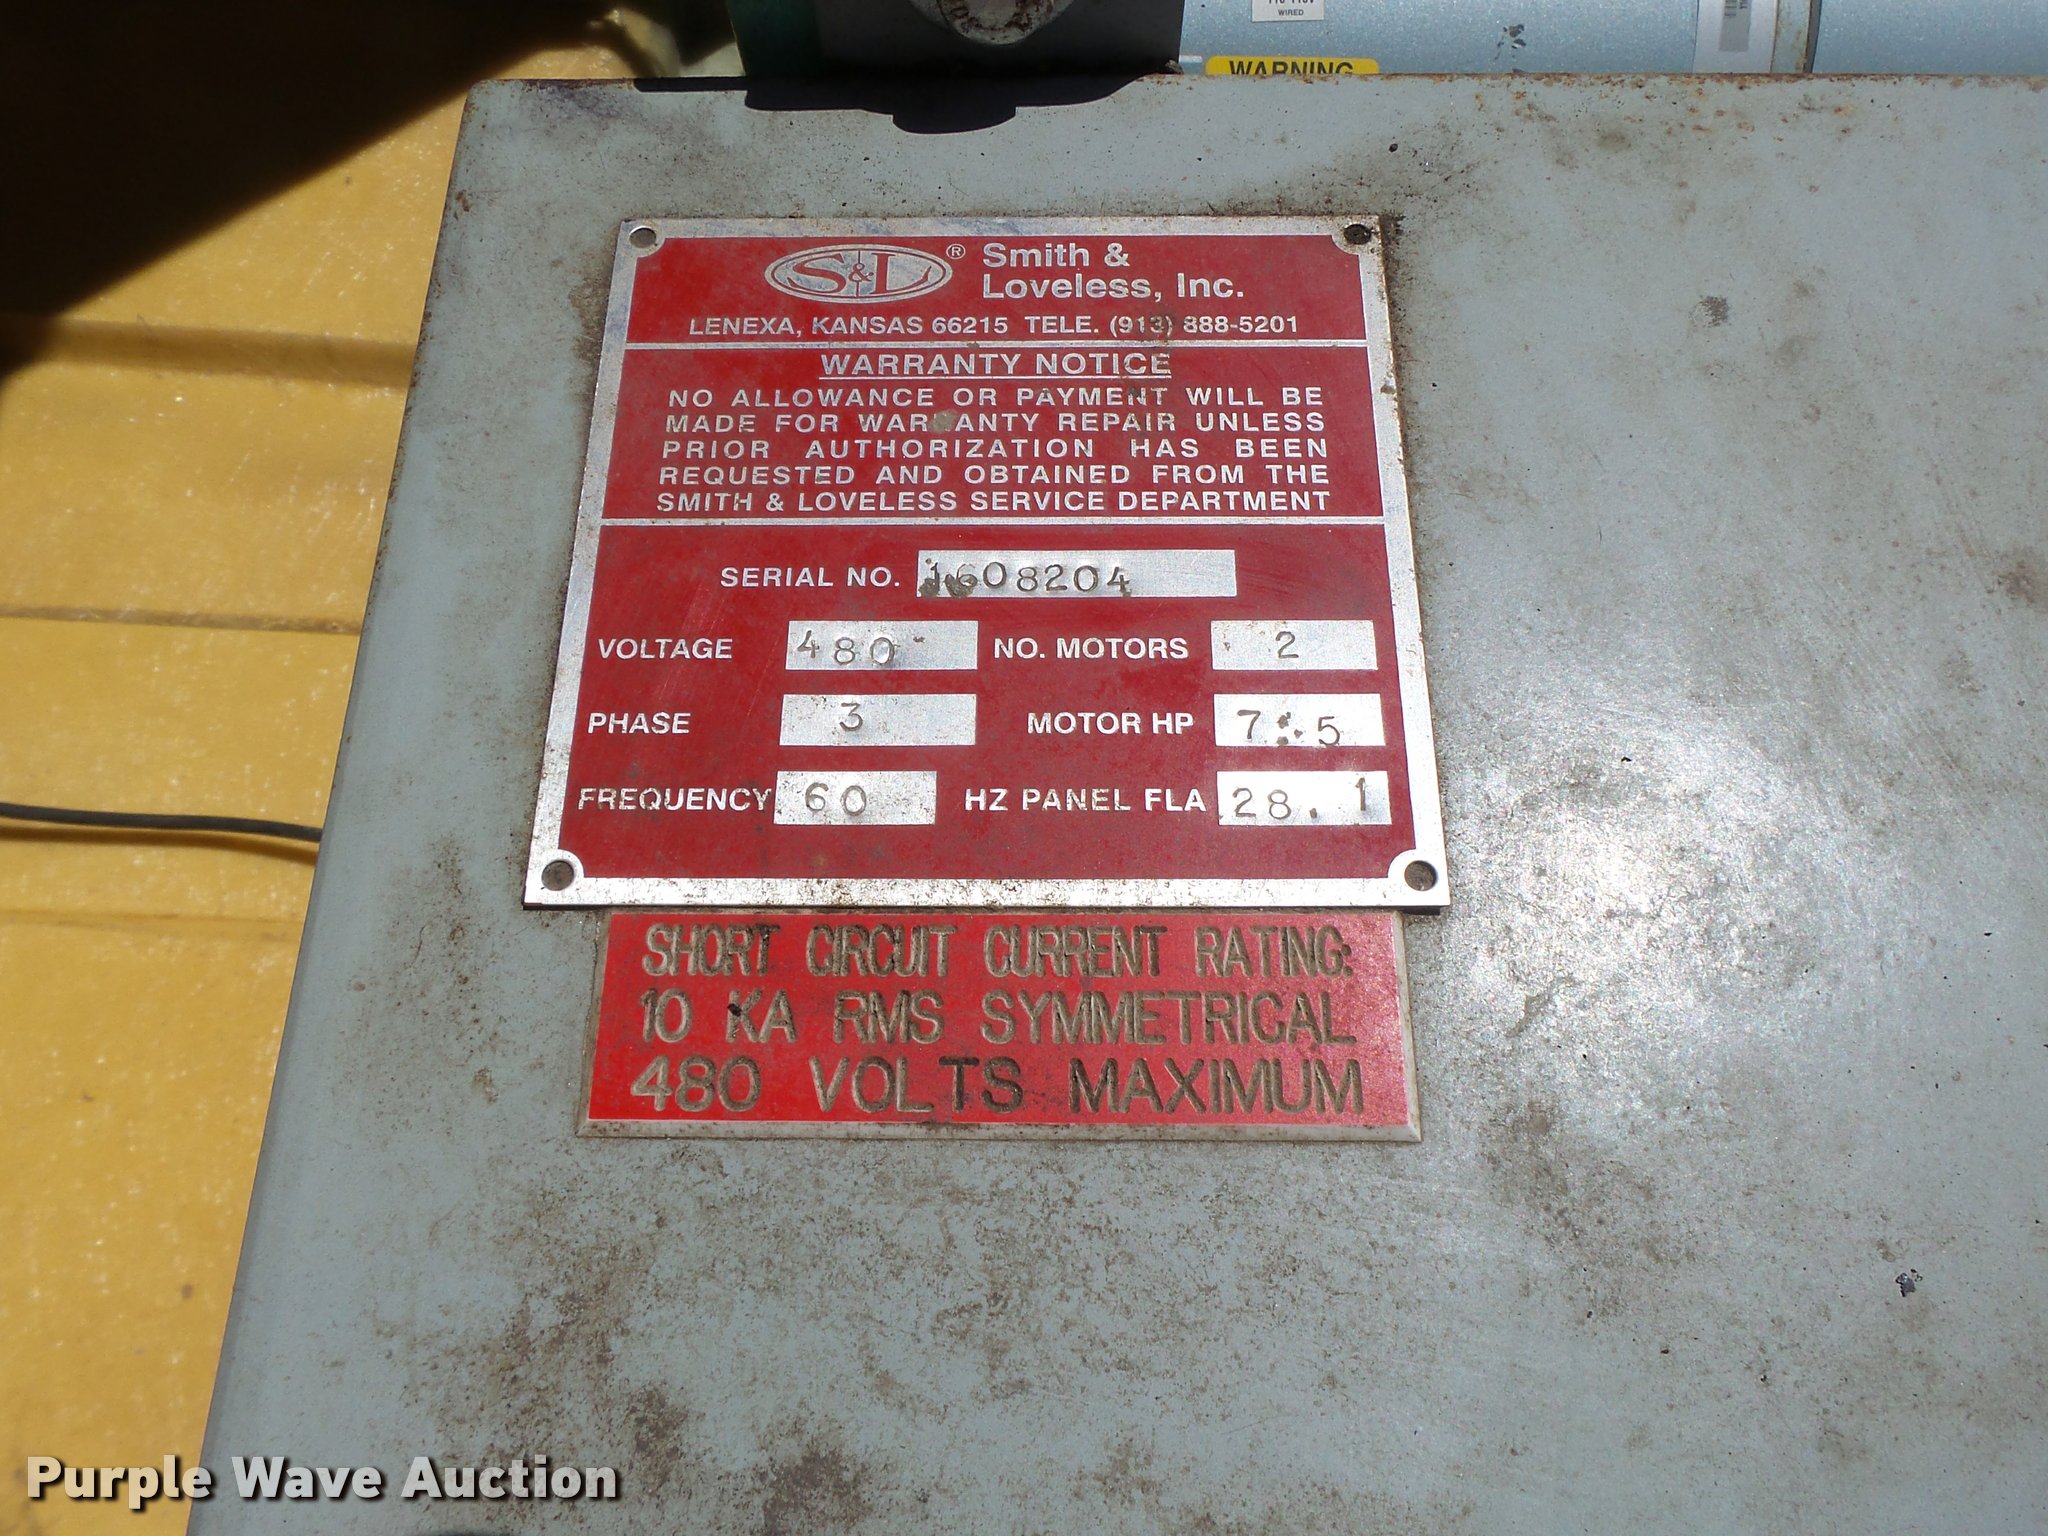 WIRED
WARNING
S&L® Smith &
Loveless, Inc.
LENEXA, KANSAS 66215 TELE. (913) 888-5201
WARRANTY NOTICE
NO ALLOWANCE OR PAYMENT WILL BE
MADE FOR WARRANTY REPAIR UNLESS
PRIOR AUTHORIZATION HAS BEEN
REQUESTED AND OBTAINED FROM THE
SMITH & LOVELESS SERVICE DEPARTMENT
SERIAL NO. 1608204
VOLTAGE 480 NO. MOTORS 2
PHASE 3 MOTOR HP 7.5
FREQUENCY 60 HZ PANEL FLA 28.1
SHORT CIRCUIT CURRENT RATING:
10 KA RMS SYMMETRICAL
480 VOLTS MAXIMUM
Purple Wave Auction